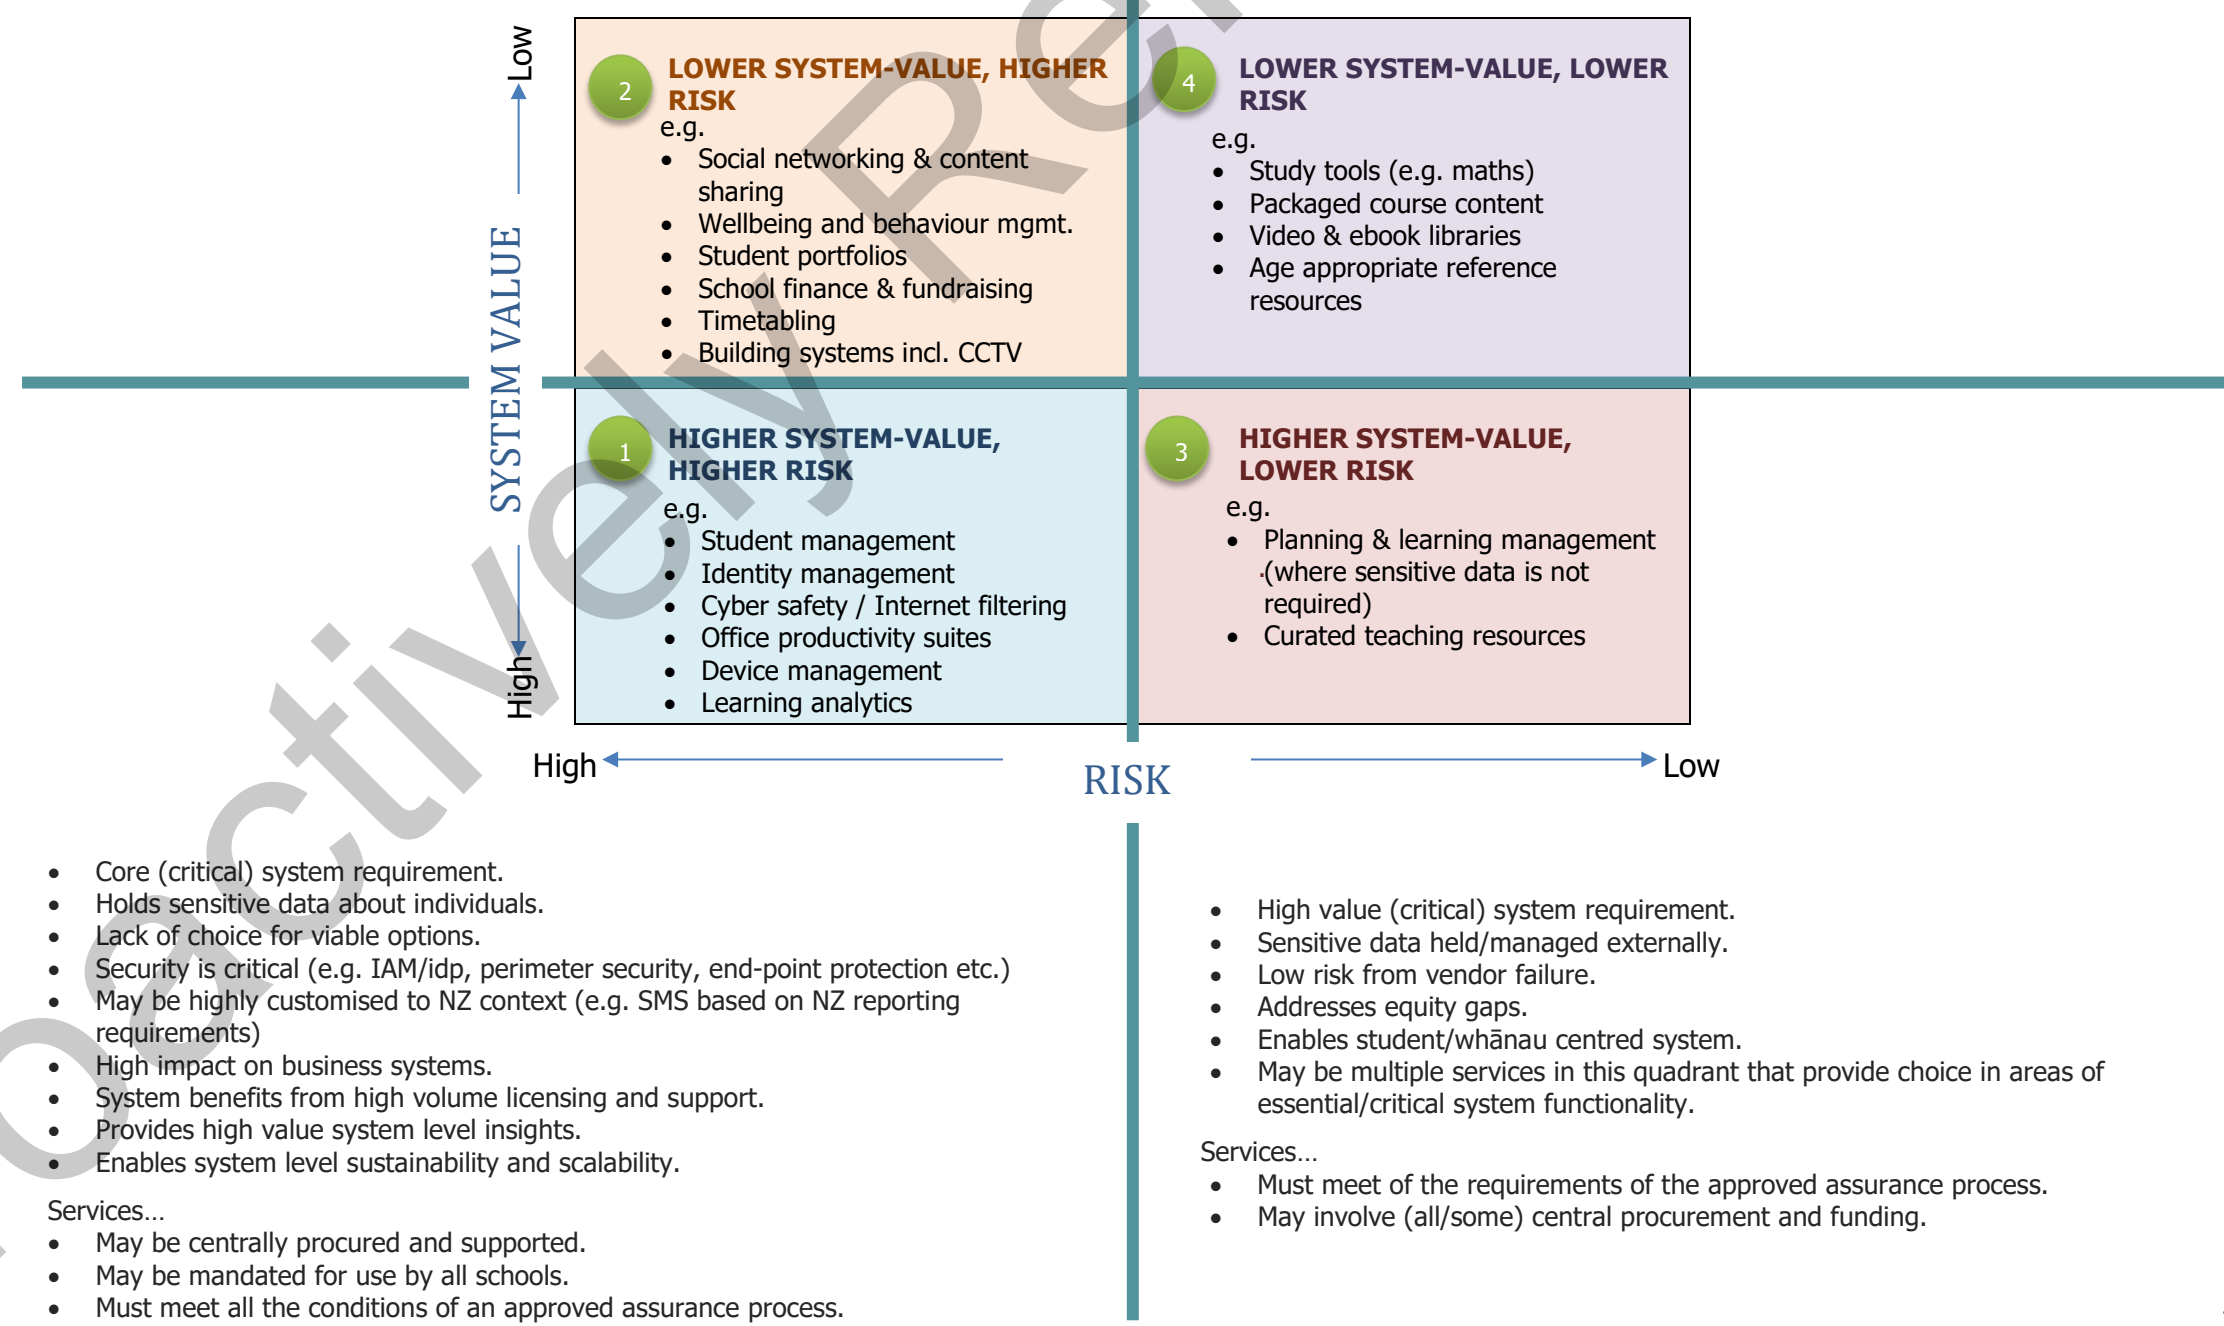 Low
SYSTEM VALUE
High
2
LOWER SYSTEM-VALUE, HIGHER
RISK
e.g.
• Social networking & content
sharing
• Wellbeing and behaviour mgmt.
• Student portfolios
• School finance & fundraising
• Timetabling
• Building systems incl. CCTV
4
LOWER SYSTEM-VALUE, LOWER
RISK
e.g.
• Study tools (e.g. maths)
• Packaged course content
• Video & ebook libraries
• Age appropriate reference
resources
1
HIGHER SYSTEM-VALUE,
HIGHER RISK
e.g.
• Student management
• Identity management
• Cyber safety / Internet filtering
• Office productivity suites
• Device management
• Learning analytics
3
HIGHER SYSTEM-VALUE,
LOWER RISK
e.g.
• Planning & learning management
(where sensitive data is not
required)
• Curated teaching resources
High
RISK
Low
• Core (critical) system requirement.
• Holds sensitive data about individuals.
• Lack of choice for viable options.
• Security is critical (e.g. IAM/idp, perimeter security, end-point protection etc.)
• May be highly customised to NZ context (e.g. SMS based on NZ reporting
requirements)
• High impact on business systems.
• System benefits from high volume licensing and support.
• Provides high value system level insights.
• Enables system level sustainability and scalability.
Services…
• May be centrally procured and supported.
• May be mandated for use by all schools.
• Must meet all the conditions of an approved assurance process.
• High value (critical) system requirement.
• Sensitive data held/managed externally.
• Low risk from vendor failure.
• Addresses equity gaps.
• Enables student/whānau centred system.
• May be multiple services in this quadrant that provide choice in areas of
essential/critical system functionality.
Services…
• Must meet of the requirements of the approved assurance process.
• May involve (all/some) central procurement and funding.